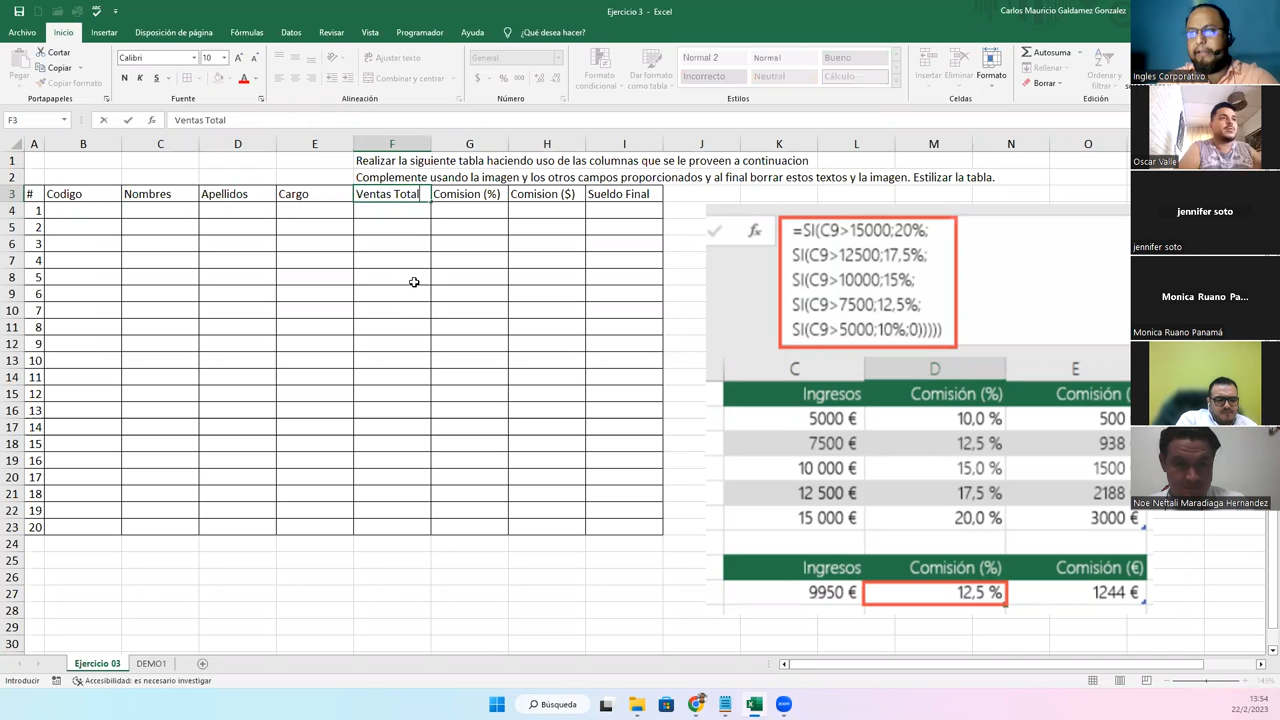 Ejercicio 3 - Excel
Carlos Mauricio Galdamez Gonzalez
Archivo Inicio Insertar Disposición de página Fórmulas Datos Revisar Vista Programador Ayuda ¿Qué desea hacer?
Pegar
Cortar
Copiar
Portapapeles
Calibri 10
N K S
Fuente
Ajustar texto
Combinar y centrar
Alineación
Número
Formato condicional
Dar formato como tabla
Normal 2 Normal Bueno
Incorrecto Neutral Cálculo
Estilos
Insertar Eliminar Formato
Celdas
Autosuma
Rellenar
Borrar
Ordenar y filtrar
Edición
F3 fx Ventas Total
A B C D E F G H I J K L M N O
1 Realizar la siguiente tabla haciendo uso de las columnas que se le proveen a continuacion
2 Complemente usando la imagen y los otros campos proporcionados y al final borrar estos textos y la imagen. Estilizar la tabla.
3 # Codigo Nombres Apellidos Cargo Ventas Total Comision (%) Comision ($) Sueldo Final
4 1
5 2
6 3
7 4
8 5
9 6
10 7
11 8
12 9
13 10
14 11
15 12
16 13
17 14
18 15
19 16
20 17
21 18
22 19
23 20
24
25
26
27
28
29
30
fx =SI(C9>15000;20%;
SI(C9>12500;17,5%;
SI(C9>10000;15%;
SI(C9>7500;12,5%;
SI(C9>5000;10%;0)))))
C D E
Ingresos Comisión (%) Comisión (
5000 € 10,0 % 500
7500 € 12,5 % 938
10 000 € 15,0 % 1500
12 500 € 17,5 % 2188
15 000 € 20,0 % 3000 €
Ingresos Comisión (%) Comisión (€)
9950 € 12,5 % 1244 €
Ingles Corporativo
Oscar Valle
jennifer soto
jennifer soto
Monica Ruano Pa...
Monica Ruano Panamá
Noe Neftali Maradiaga Hernandez
Ejercicio 03 DEMO1
Introducir Accesibilidad: es necesario investigar
Búsqueda
zoom
13:54
22/2/2023